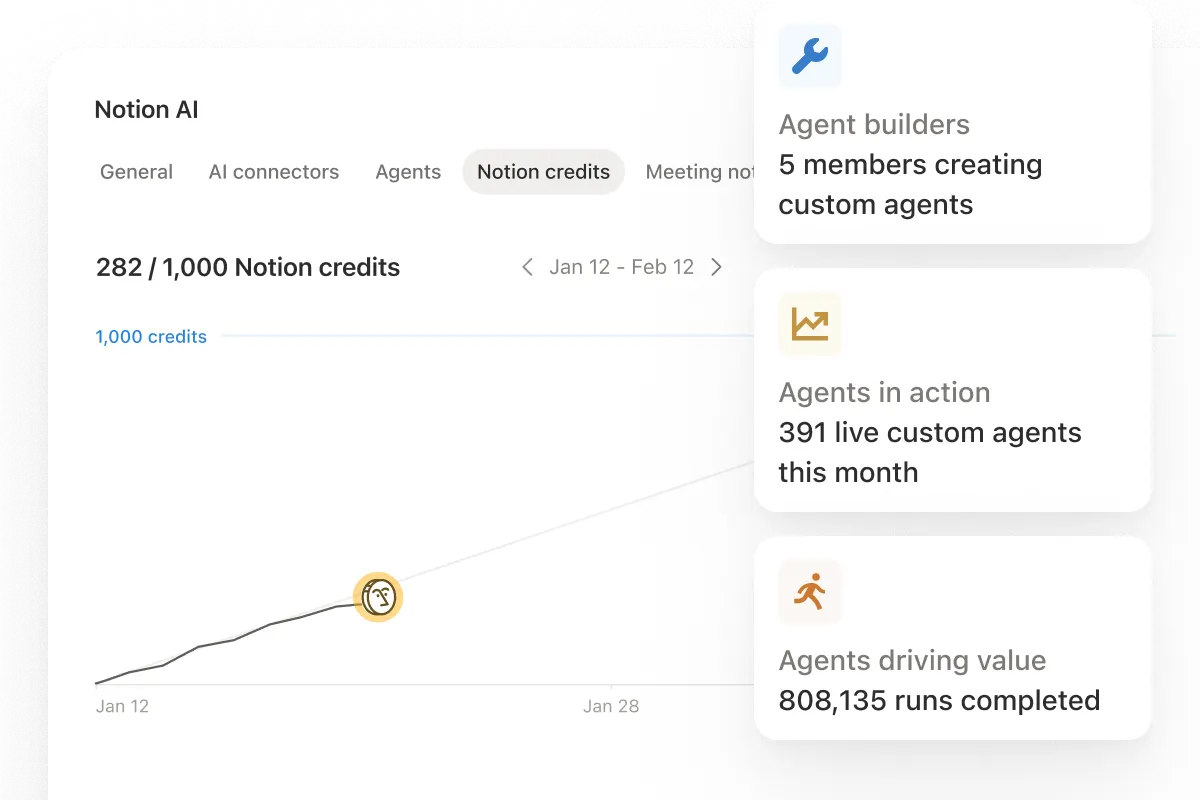 Notion AI
General
AI connectors
Agents
Notion credits
Meeting not
282 / 1,000 Notion credits
Jan 12 - Feb 12
1,000 credits
Jan 12
Jan 28
Agent builders
5 members creating
custom agents
Agents in action
391 live custom agents
this month
Agents driving value
808,135 runs completed